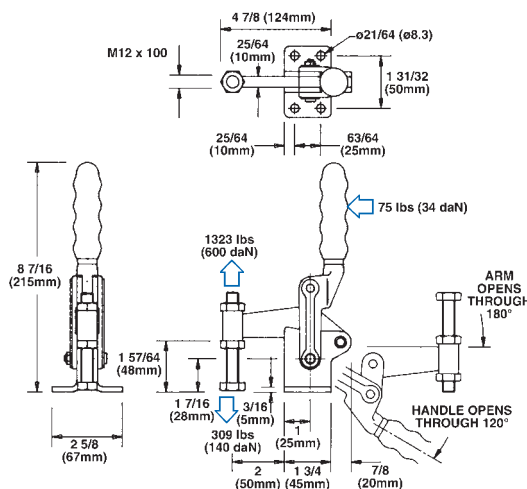 4 7/8 (124mm)
M12 x 100
25/64
(10mm)
ø21/64 (ø8.3)
1 31/32
(50mm)
25/64
(10mm)
63/64
(25mm)
75 lbs (34 daN)
1323 lbs
(600 daN)
8 7/16
(215mm)
ARM
OPENS
THROUGH
180°
1 57/64
(48mm)
1 7/16
(28mm)
3/16
(5mm)
HANDLE OPENS
THROUGH 120°
309 lbs
(140 daN)
1
(25mm)
2 5/8
(67mm)
2
(50mm)
1 3/4
(45mm)
7/8
(20mm)